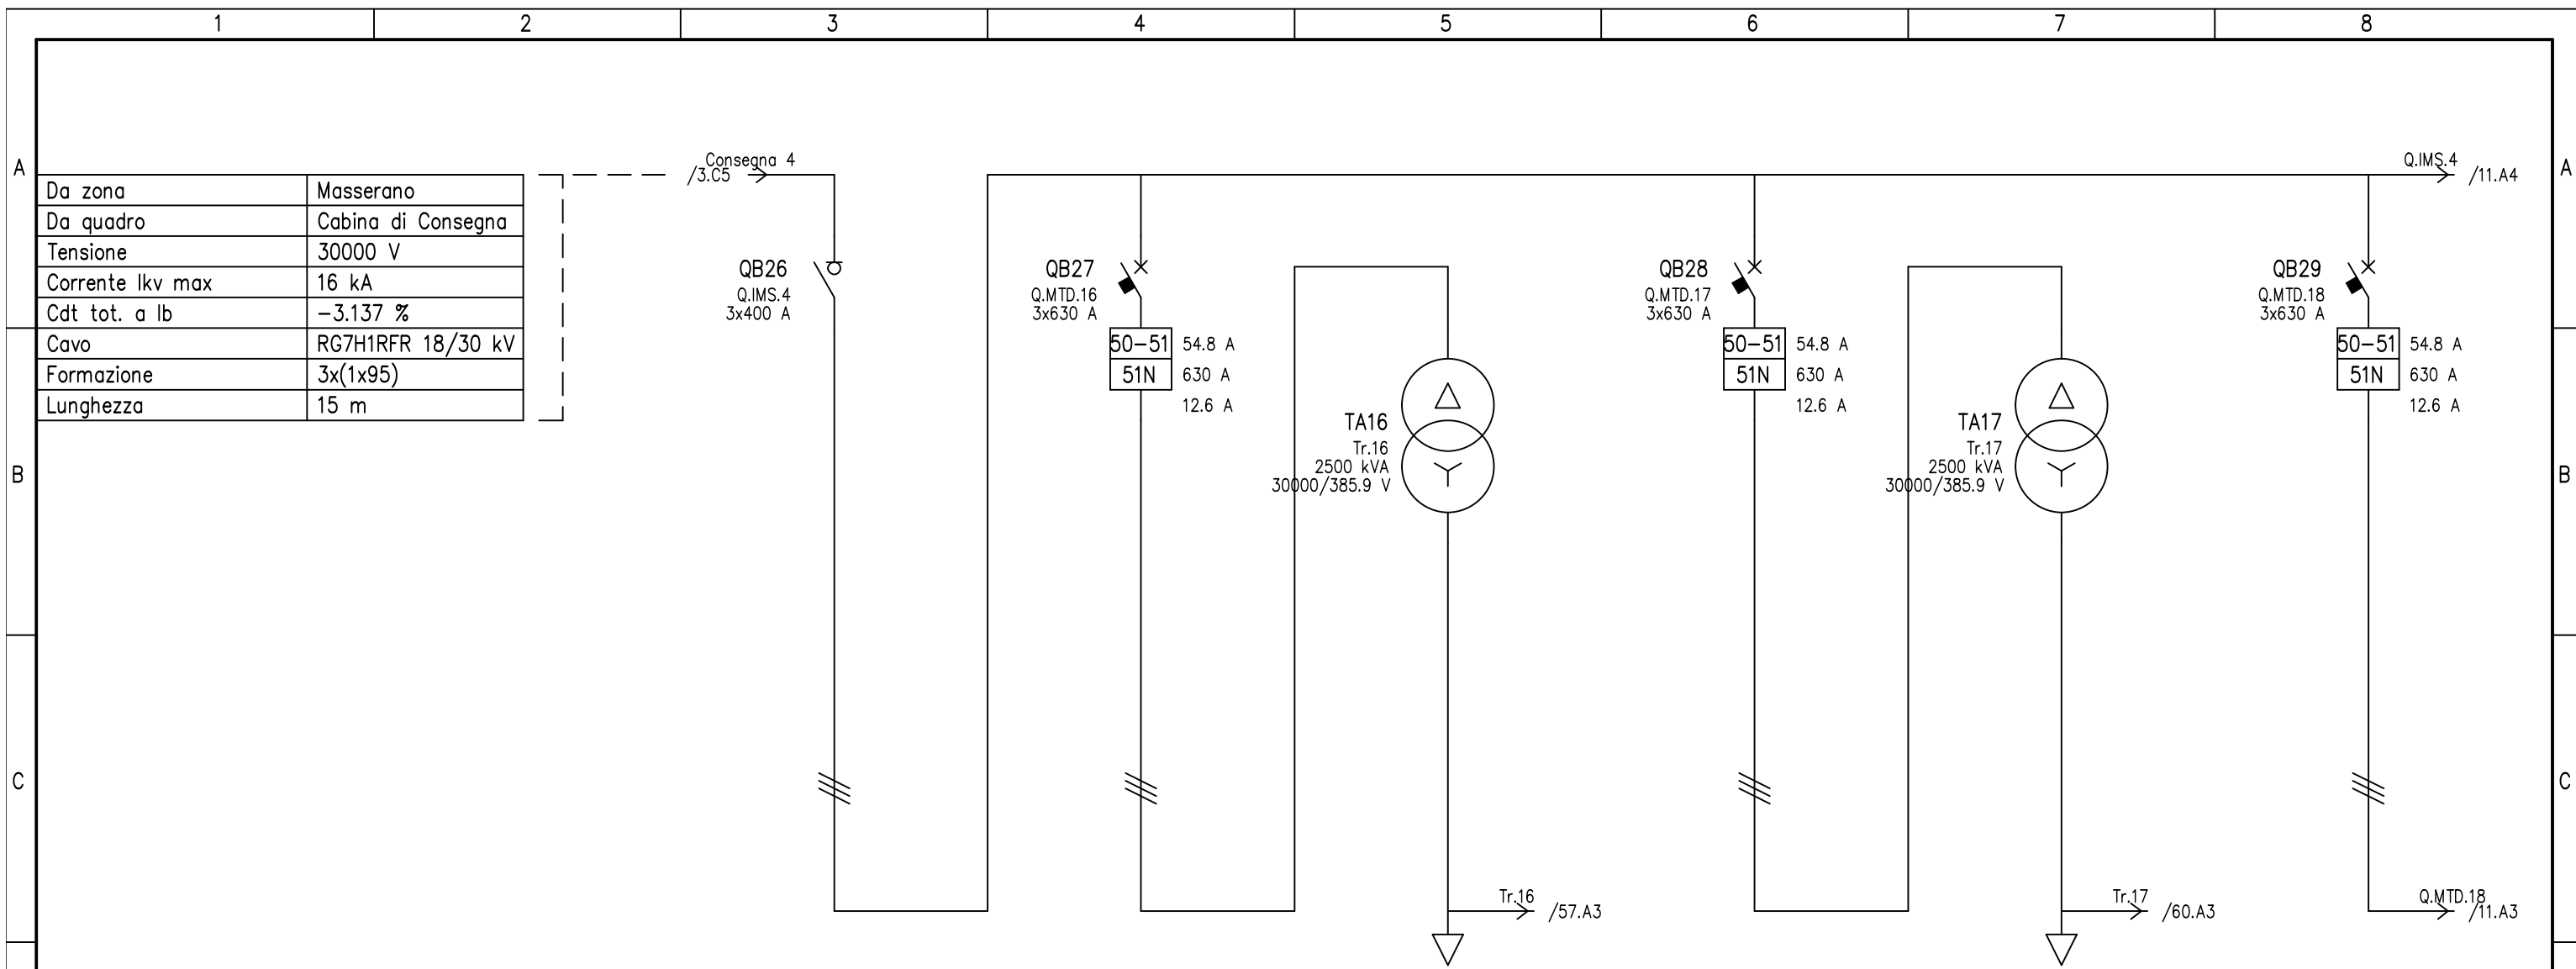 1 2 3 4 5 6 7 8
A A
Consegna 4
/3.C5
Q.IMS.4
/11.A4
Da zona Masserano
Da quadro Cabina di Consegna
Tensione 30000 V
Corrente Ikv max 16 kA
Cdt tot. a Ib -3.137 %
Cavo RG7H1RFR 18/30 kV
Formazione 3x(1x95)
Lunghezza 15 m
QB26
Q.IMS.4
3x400 A
QB27
Q.MTD.16
3x630 A
50-51 54.8 A
51N 630 A
12.6 A
TA16
Tr.16
2500 kVA
30000/385.9 V
QB28
Q.MTD.17
3x630 A
50-51 54.8 A
51N 630 A
12.6 A
TA17
Tr.17
2500 kVA
30000/385.9 V
QB29
Q.MTD.18
3x630 A
50-51 54.8 A
51N 630 A
12.6 A
B B
C C
Tr.16
/57.A3
Tr.17
/60.A3
Q.MTD.18
/11.A3